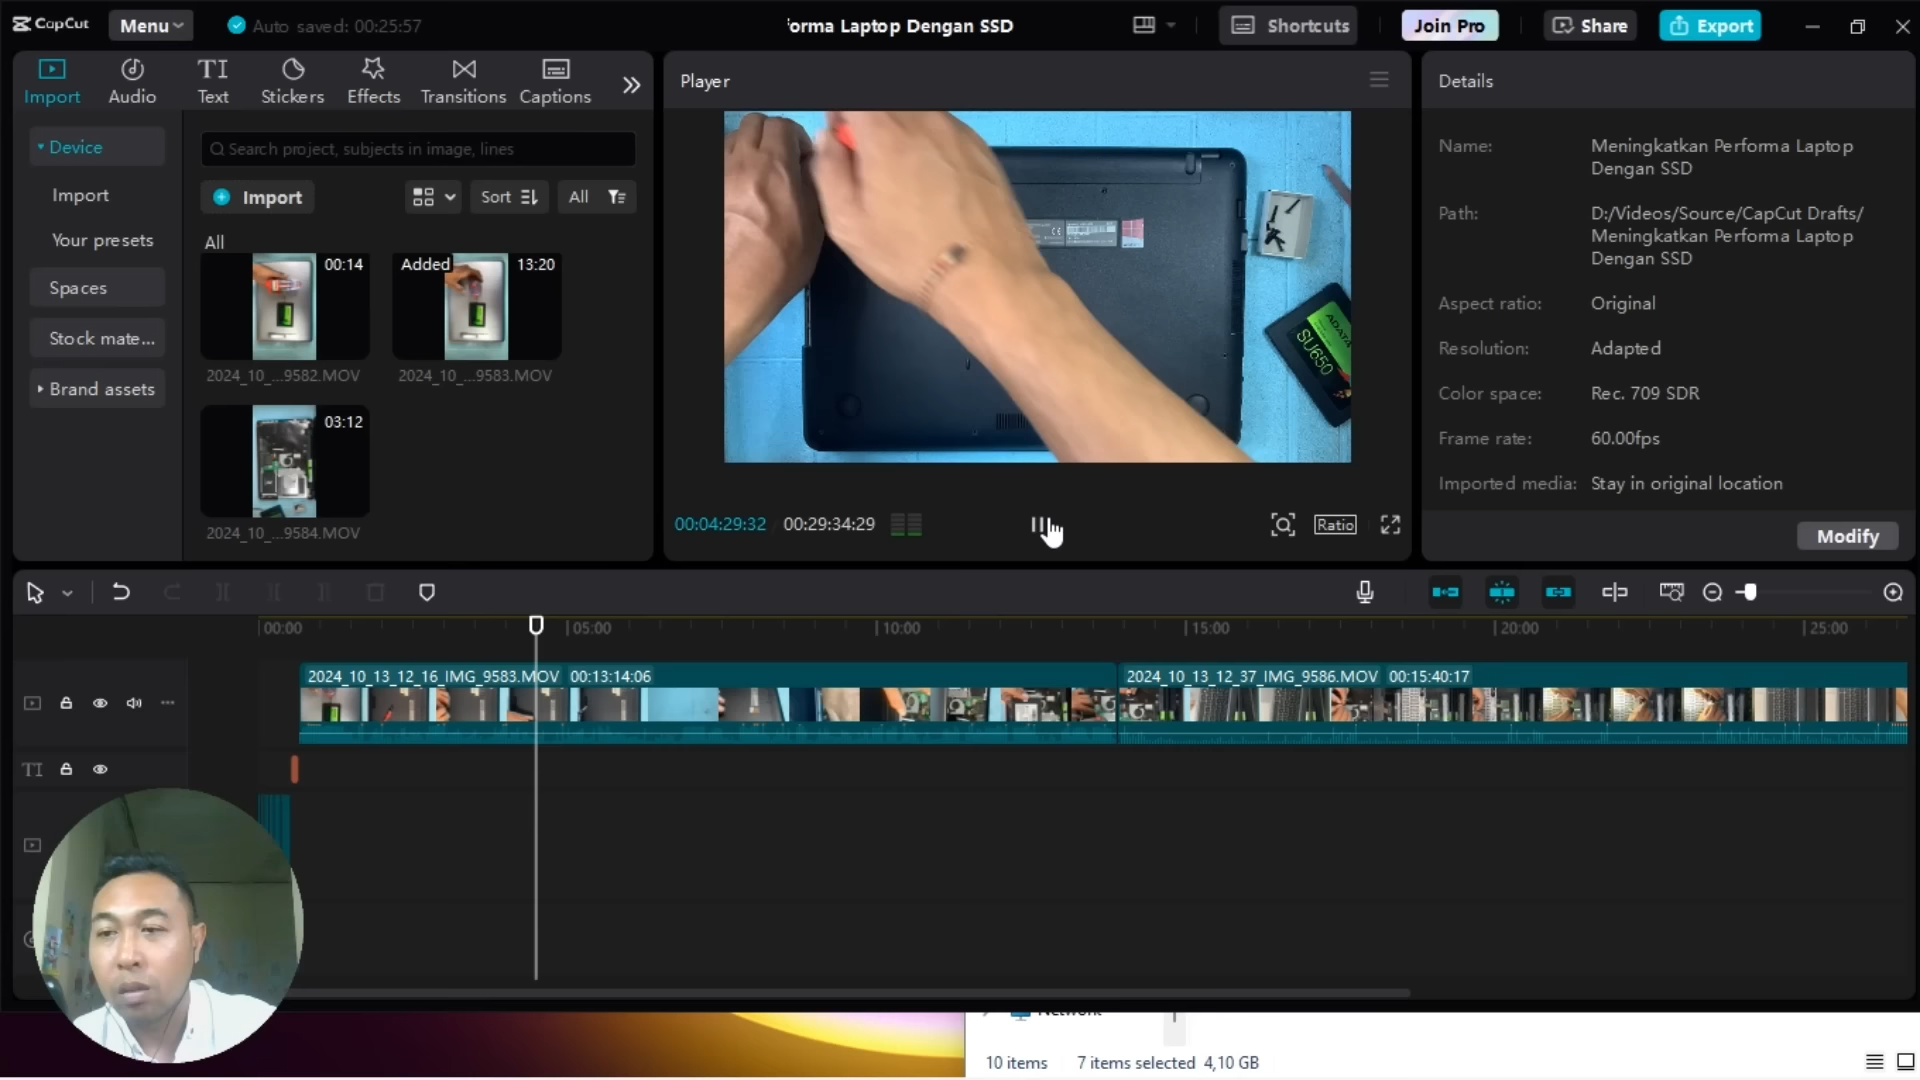 CapCut
Menu
Auto saved: 00:25:57
forma Laptop Dengan SSD
Shortcuts
Join Pro
Share
Export
Import
Audio
Text
Stickers
Effects
Transitions
Captions
Player
Details
Device
Import
Your presets
Spaces
Stock mate...
Brand assets
Search project, subjects in image, lines
Import
Sort
All
All
00:14
Added
13:20
2024_10_...9582.MOV
2024_10_...9583.MOV
03:12
2024_10_...9584.MOV
ADATA
SU650
00:04:29:32
00:29:34:29
Ratio
Name:
Meningkatkan Performa Laptop
Dengan SSD
Path:
D:/Videos/Source/CapCut Drafts/
Meningkatkan Performa Laptop
Dengan SSD
Aspect ratio:
Original
Resolution:
Adapted
Color space:
Rec. 709 SDR
Frame rate:
60.00fps
Imported media:
Stay in original location
Modify
00:00
05:00
10:00
15:00
20:00
25:00
2024_10_13_12_16_IMG_9583.MOV 00:13:14:06
2024_10_13_12_37_IMG_9586.MOV 00:15:40:17
TI
Network
10 items
7 items selected 4,10 GB